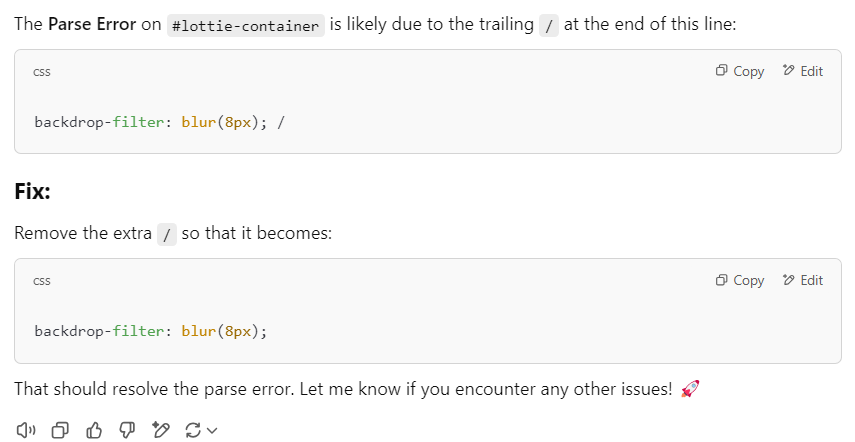 The Parse Error on #lottie-container is likely due to the trailing / at the end of this line:
css
Copy
Edit
backdrop-filter: blur(8px); /
Fix:
Remove the extra / so that it becomes:
css
Copy
Edit
backdrop-filter: blur(8px);
That should resolve the parse error. Let me know if you encounter any other issues! 🚀